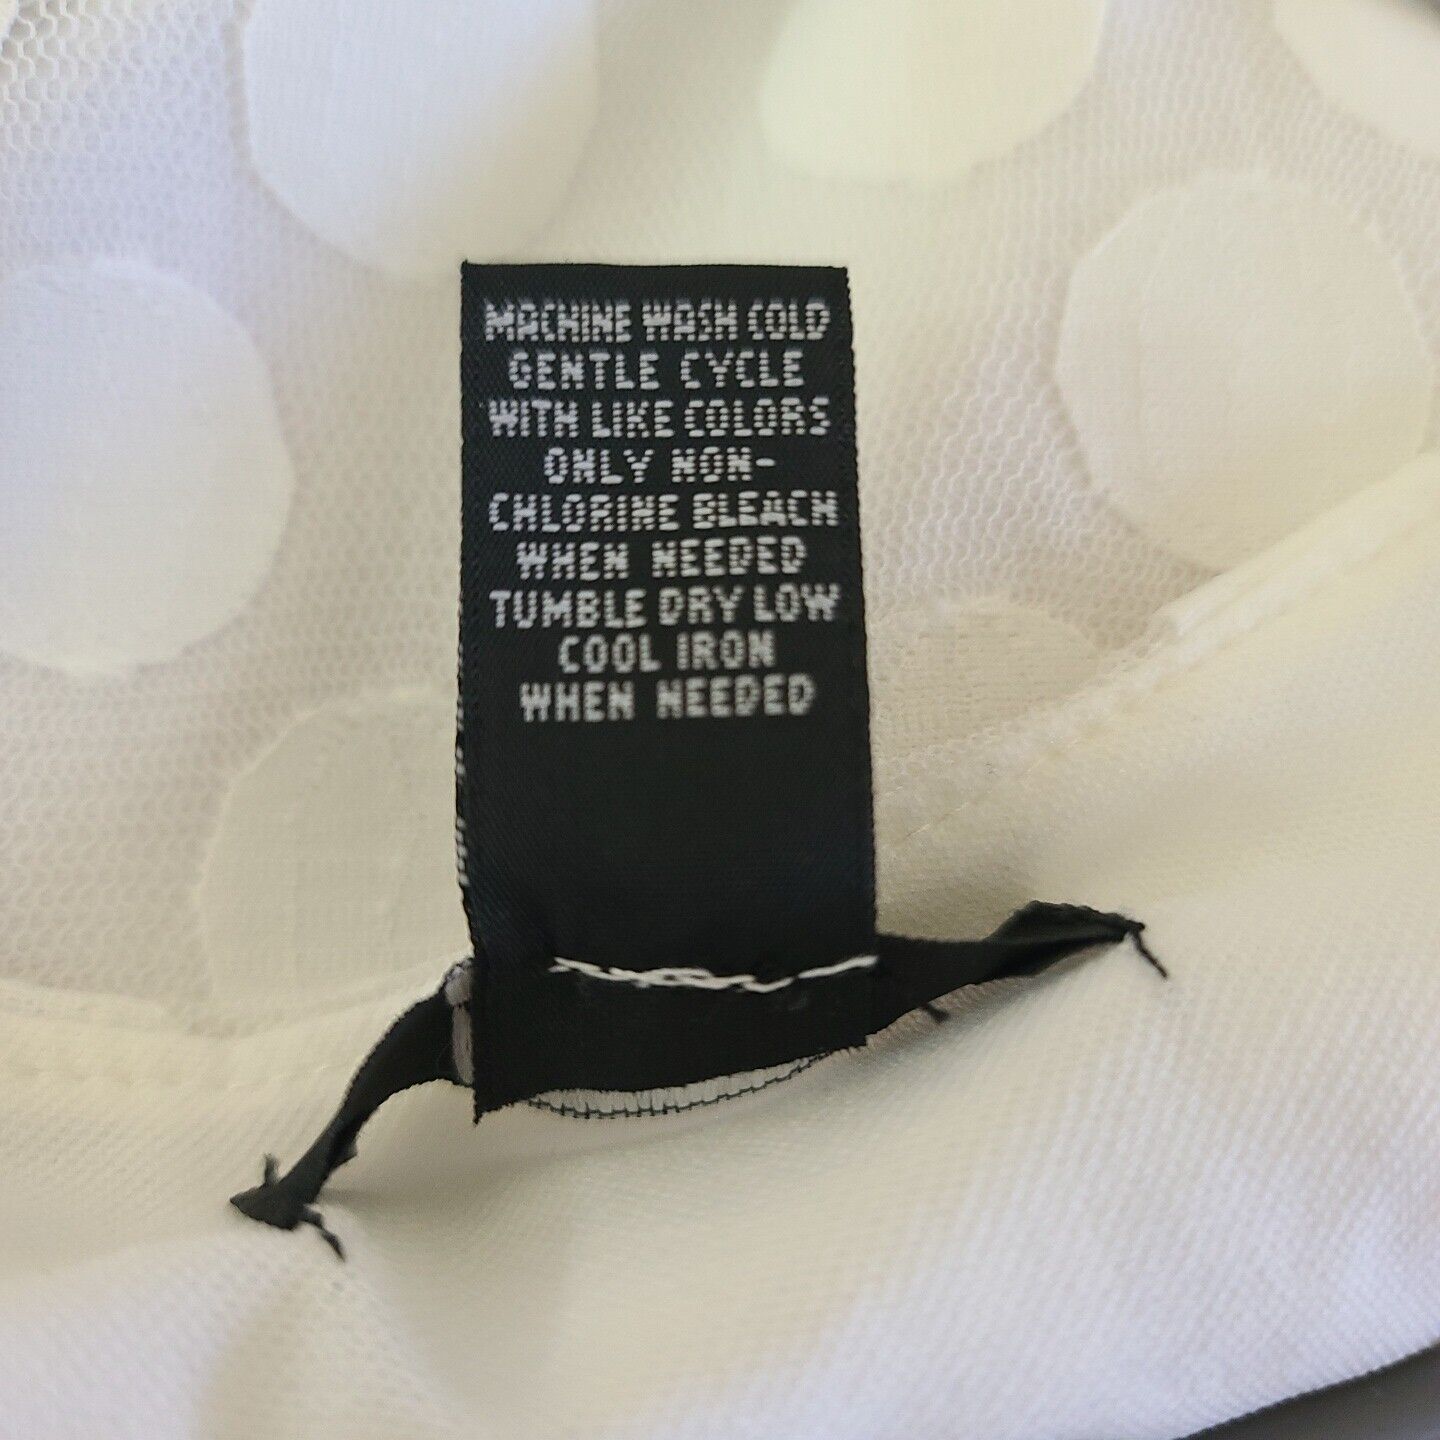 MACHINE WASH COLD
GENTLE CYCLE
WITH LIKE COLORS
ONLY NON-
CHLORINE BLEACH
WHEN NEEDED
TUMBLE DRY LOW
COOL IRON
WHEN NEEDED